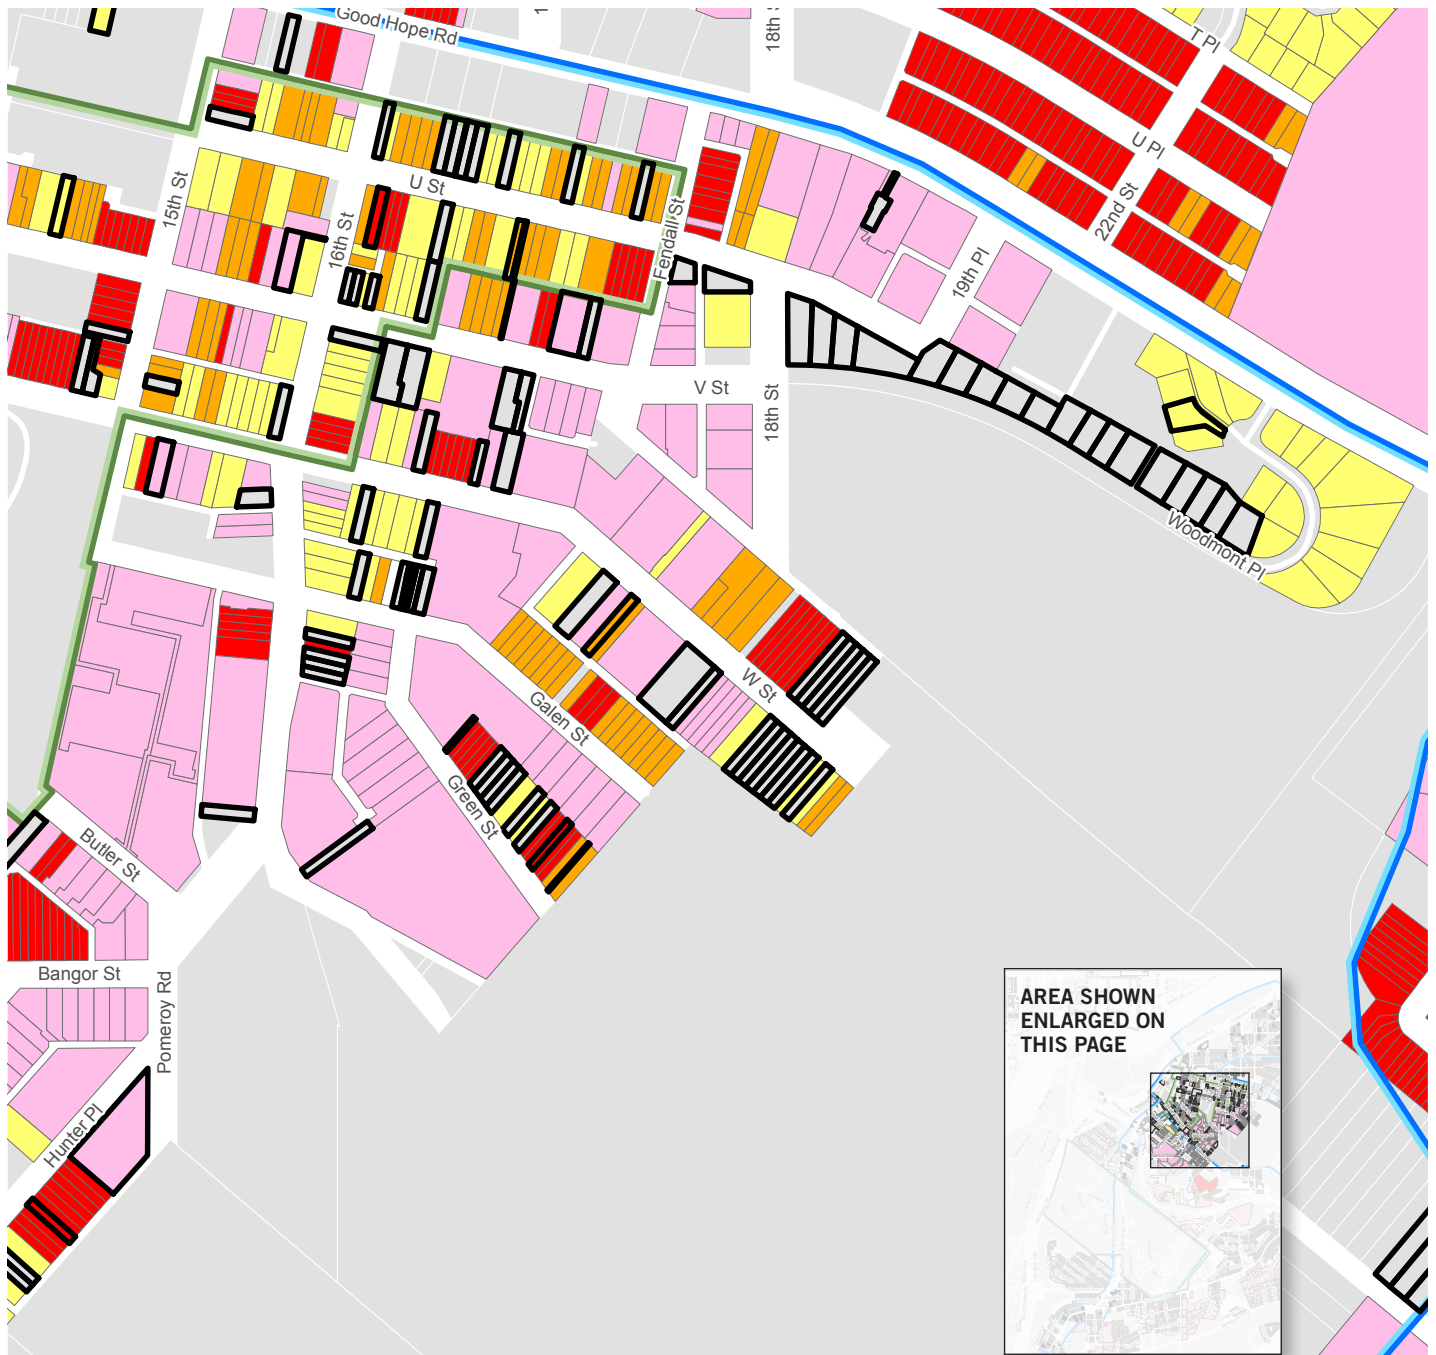 Good Hope Rd
18th S
T Pl
U Pl
22nd St
15th St
U St
16th St
Fendall St
19th Pl
V St
18th St
Woodmont Pl
W St
Galen St
Green St
Butler St
Bangor St
Pomeroy Rd
Hunter Pl
AREA SHOWN
ENLARGED ON
THIS PAGE